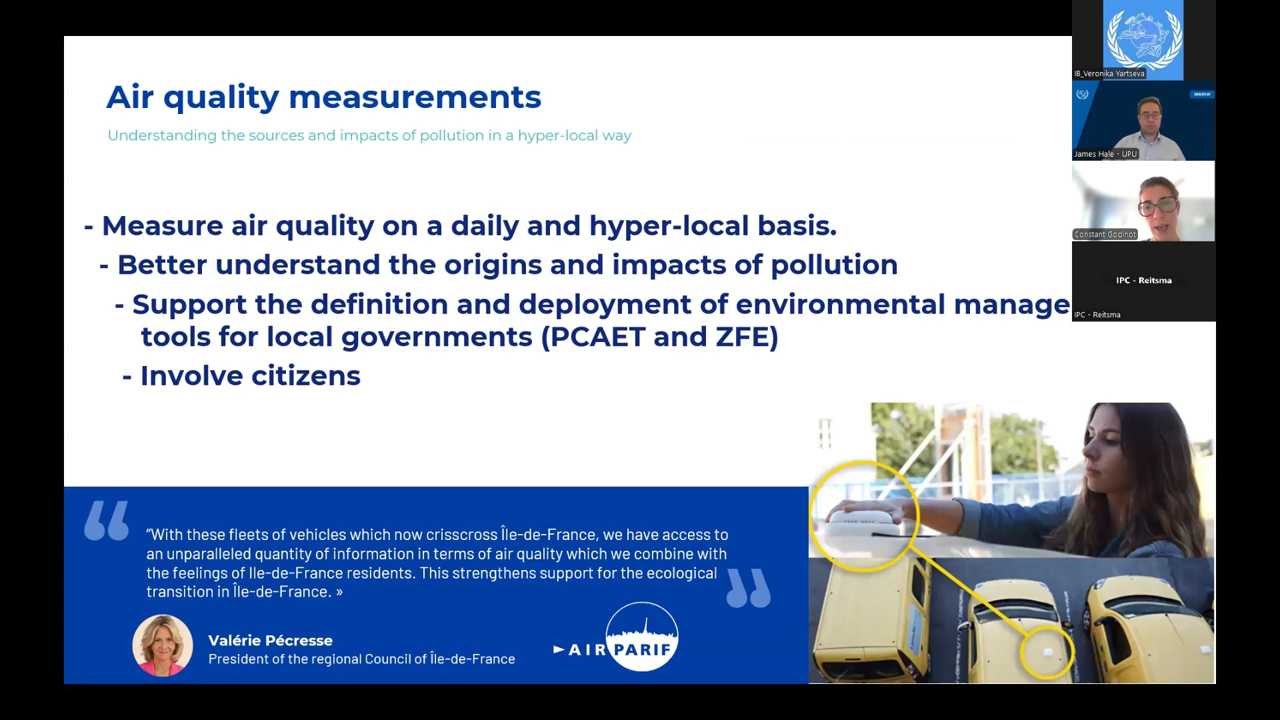 Air quality measurements
Understanding the sources and impacts of pollution in a hyper-local way
- Measure air quality on a daily and hyper-local basis.
- Better understand the origins and impacts of pollution
- Support the definition and deployment of environmental manage
tools for local governments (PCAET and ZFE)
- Involve citizens
“With these fleets of vehicles which now crisscross Île-de-France, we have access to
an unparalleled quantity of information in terms of air quality which we combine with
the feelings of Ile-de-France residents. This strengthens support for the ecological
transition in Île-de-France. »
Valérie Pécresse
President of the regional Council of Île-de-France
AIRPARIF
IB_Veronika Yartseva
James Hale - UPU
Constant Godinot
IPC - Reitsma
IPC - Reitsma